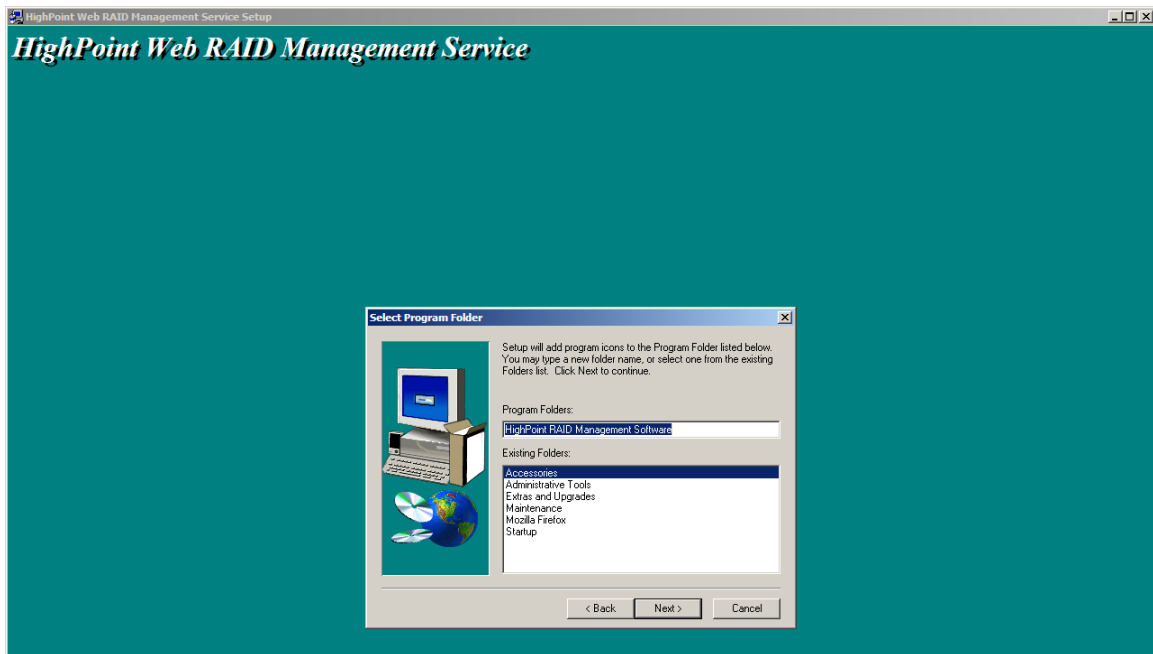 HighPoint Web RAID Management Service Setup
HighPoint Web RAID Management Service
Select Program Folder
Setup will add program icons to the Program Folder listed below.
You may type a new folder name, or select one from the existing
Folders list. Click Next to continue.
Program Folders:
HighPoint RAID Management Software
Existing Folders:
Accessories
Administrative Tools
Extras and Upgrades
Maintenance
Mozilla Firefox
Startup
< Back Next > Cancel